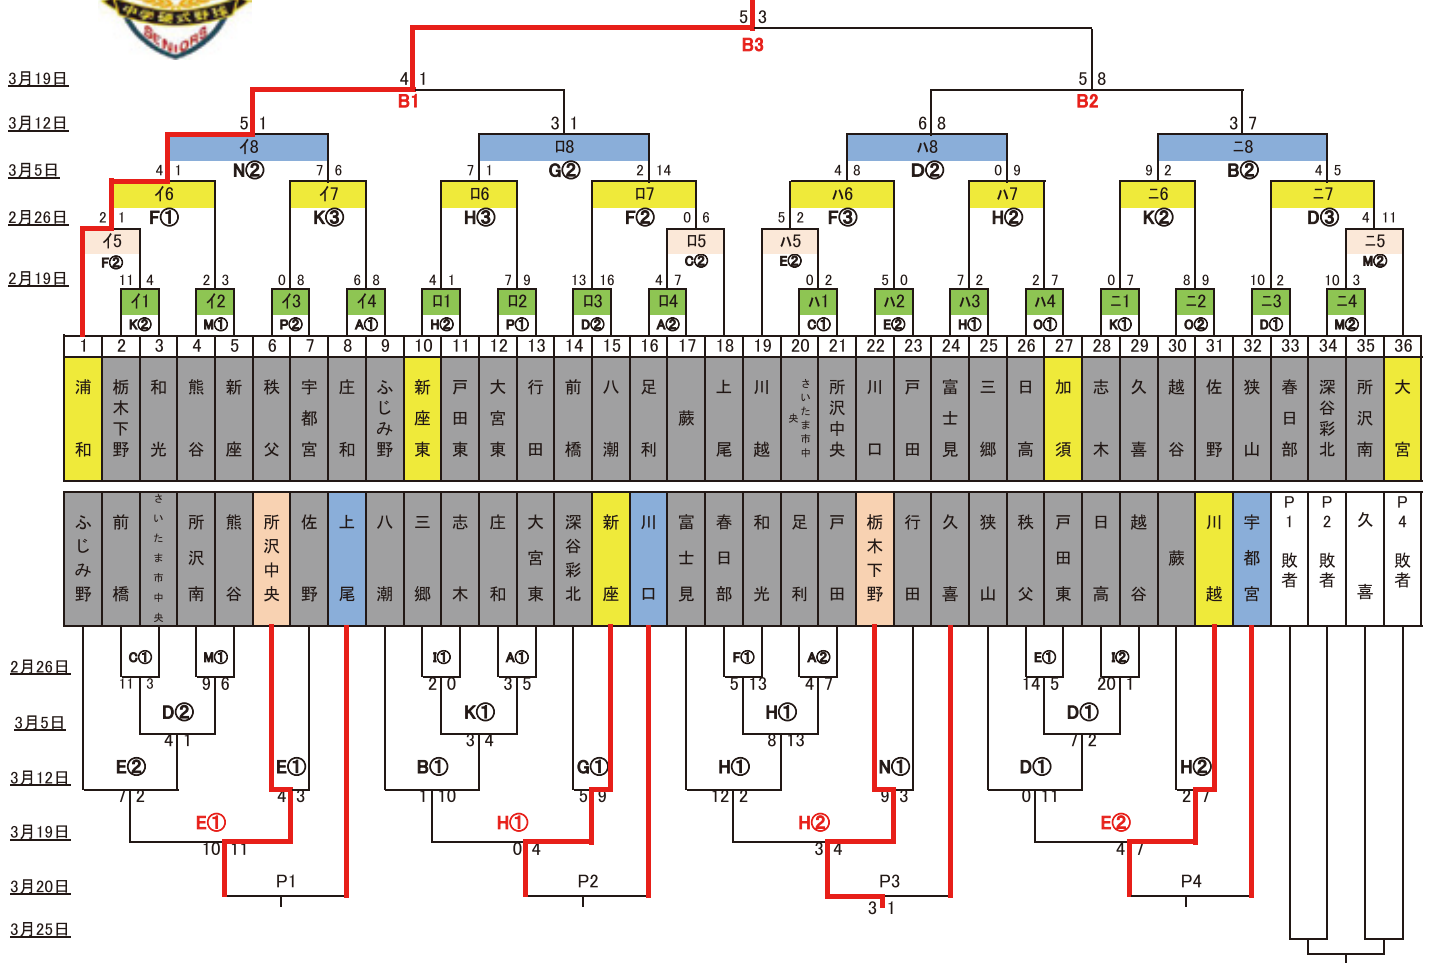 中学硬式野球
SENIORS
5 3
B3
3月19日
4 1
5 8
B1
B2
3月12日
5 1
3 1
6 8
3 7
イ8
ロ8
ハ8
ニ8
3月5日
4 1
N②
7 6
7 1
G②
2 14
4 8
D②
0 9
9 2
B②
4 5
イ6
イ7
ロ6
ロ7
ハ6
ハ7
ニ6
ニ7
2月26日
2 1
F①
K③
H③
F②
0 6
5 2
F③
H②
K②
D③
4 11
イ5
ロ5
ハ5
ニ5
F②
C②
E②
M②
2月19日
11 4
2 3
0 8
6 8
4 1
7 9
13 16
4 7
0 2
5 0
7 2
2 7
0 7
8 9
10 2
10 3
イ1
イ2
イ3
イ4
ロ1
ロ2
ロ3
ロ4
ハ1
ハ2
ハ3
ハ4
ニ1
ニ2
ニ3
ニ4
K②
M①
P②
A①
H②
P①
D②
A②
C①
E②
H①
O①
K①
O②
D①
M②
1 2 3 4 5 6 7 8 9 10 11 12 13 14 15 16 17 18 19 20 21 22 23 24 25 26 27 28 29 30 31 32 33 34 35 36
浦和
栃木下野
和光
熊谷
新座
秩父
宇都宮
庄和
ふじみ野
新座東
戸田東
大宮東
行田
前橋
八潮
足利
蕨
上尾
川越
さいたま市中央
所沢中央
川口
戸田
富士見
三郷
日高
加須
志木
久喜
越谷
佐野
狭山
春日部
深谷彩北
所沢南
大宮
ふじみ野
前橋
さいたま市中央
所沢南
熊谷
所沢中央
佐野
上尾
八潮
三郷
志木
庄和
大宮東
深谷彩北
新座
川口
富士見
春日部
和光
足利
戸田
栃木下野
行田
久喜
狭山
秩父
戸田東
日高
越谷
蕨
川越
宇都宮
P1敗者
P2敗者
久喜
P4敗者
2月26日
C①
M①
I①
A①
F①
A②
E①
I②
11 3
9 6
2 0
3 5
5 13
4 7
14 5
20 1
3月5日
D②
K①
H①
D①
4 1
3 4
8 13
7 2
3月12日
E②
E①
B①
G①
H①
N①
D①
H②
7 2
4 3
1 10
5 9
12 2
9 3
0 11
2 7
3月19日
E①
H①
H②
E②
10 11
0 4
3 4
4 7
3月20日
P1
P2
P3
P4
3 1
3月25日